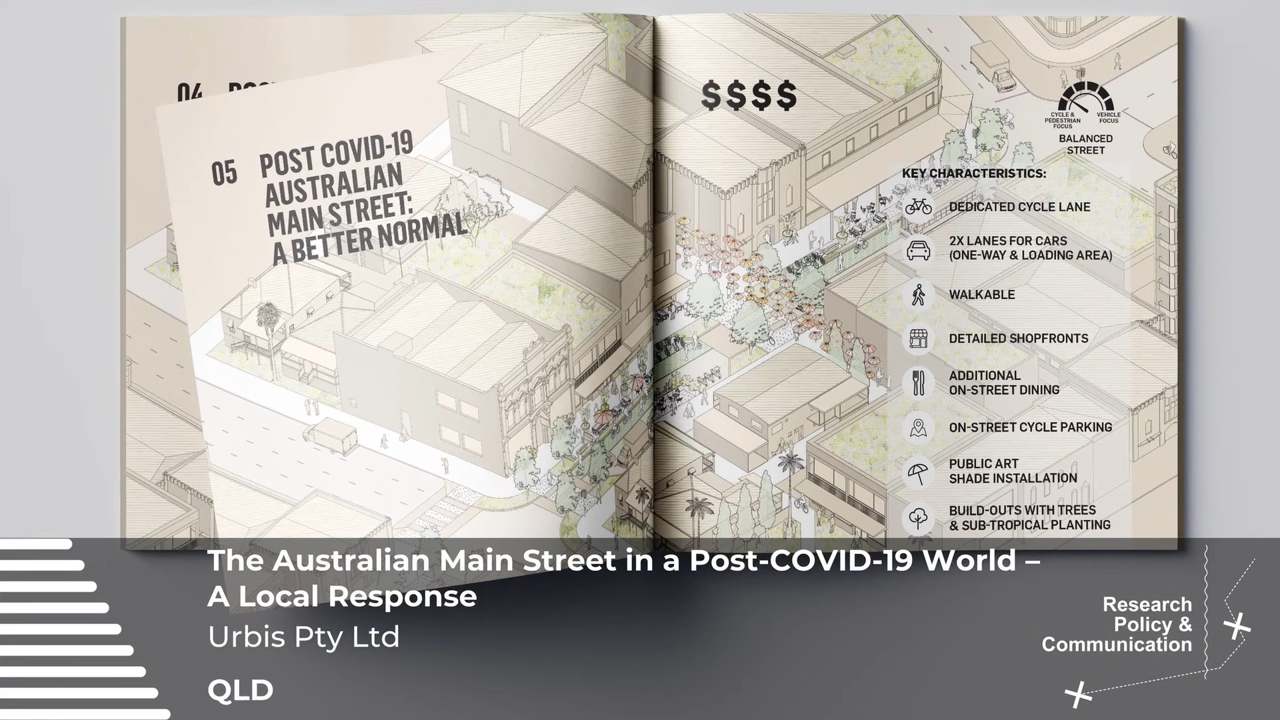 04
05 POST COVID-19
AUSTRALIAN
MAIN STREET:
A BETTER NORMAL
$$$$
CYCLE &
PEDESTRIAN
FOCUS
VEHICLE
FOCUS
BALANCED
STREET
KEY CHARACTERISTICS:
DEDICATED CYCLE LANE
2X LANES FOR CARS
(ONE-WAY & LOADING AREA)
WALKABLE
DETAILED SHOPFRONTS
ADDITIONAL
ON-STREET DINING
ON-STREET CYCLE PARKING
PUBLIC ART
SHADE INSTALLATION
BUILD-OUTS WITH TREES
& SUB-TROPICAL PLANTING
The Australian Main Street in a Post-COVID-19 World –
A Local Response
Urbis Pty Ltd
QLD
Research
Policy &
Communication